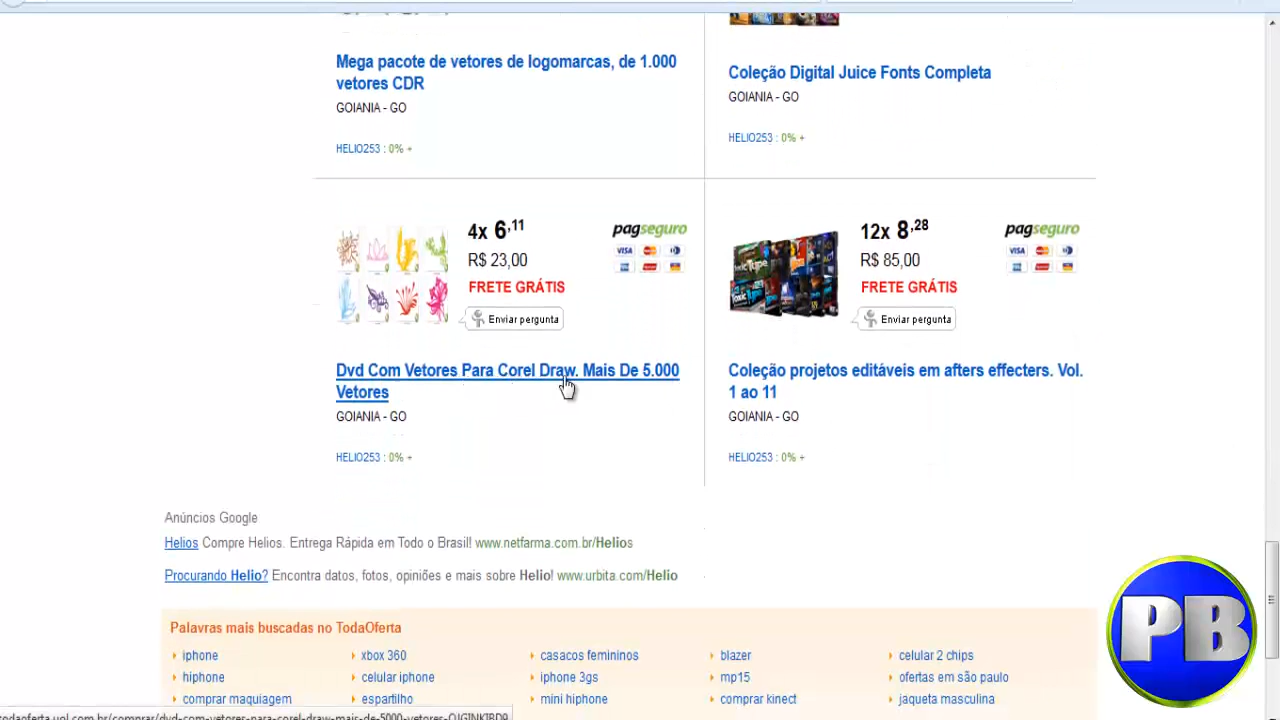 Mega pacote de vetores de logomarcas, de 1.000
vetores CDR
GOIANIA - GO
HELIO253 : 0% +
Coleção Digital Juice Fonts Completa
GOIANIA - GO
HELIO253 : 0% +
4x 6,11
R$ 23,00
FRETE GRÁTIS
Enviar pergunta
pagseguro
VISA
Dvd Com Vetores Para Corel Draw. Mais De 5.000
Vetores
GOIANIA - GO
HELIO253 : 0% +
12x 8,28
R$ 85,00
FRETE GRÁTIS
Enviar pergunta
pagseguro
VISA
Coleção projetos editáveis em afters effecters. Vol.
1 ao 11
GOIANIA - GO
HELIO253 : 0% +
Anúncios Google
Helios Compre Helios. Entrega Rápida em Todo o Brasil! www.netfarma.com.br/Helios
Procurando Helio? Encontra datos, fotos, opiniões e mais sobre Helio! www.urbita.com/Helio
Palavras mais buscadas no TodaOferta
iphone
xbox 360
casacos femininos
blazer
celular 2 chips
hiphone
celular iphone
iphone 3gs
mp15
ofertas em são paulo
comprar maquiagem
espartilho
mini hiphone
comprar kinect
jaqueta masculina
PB